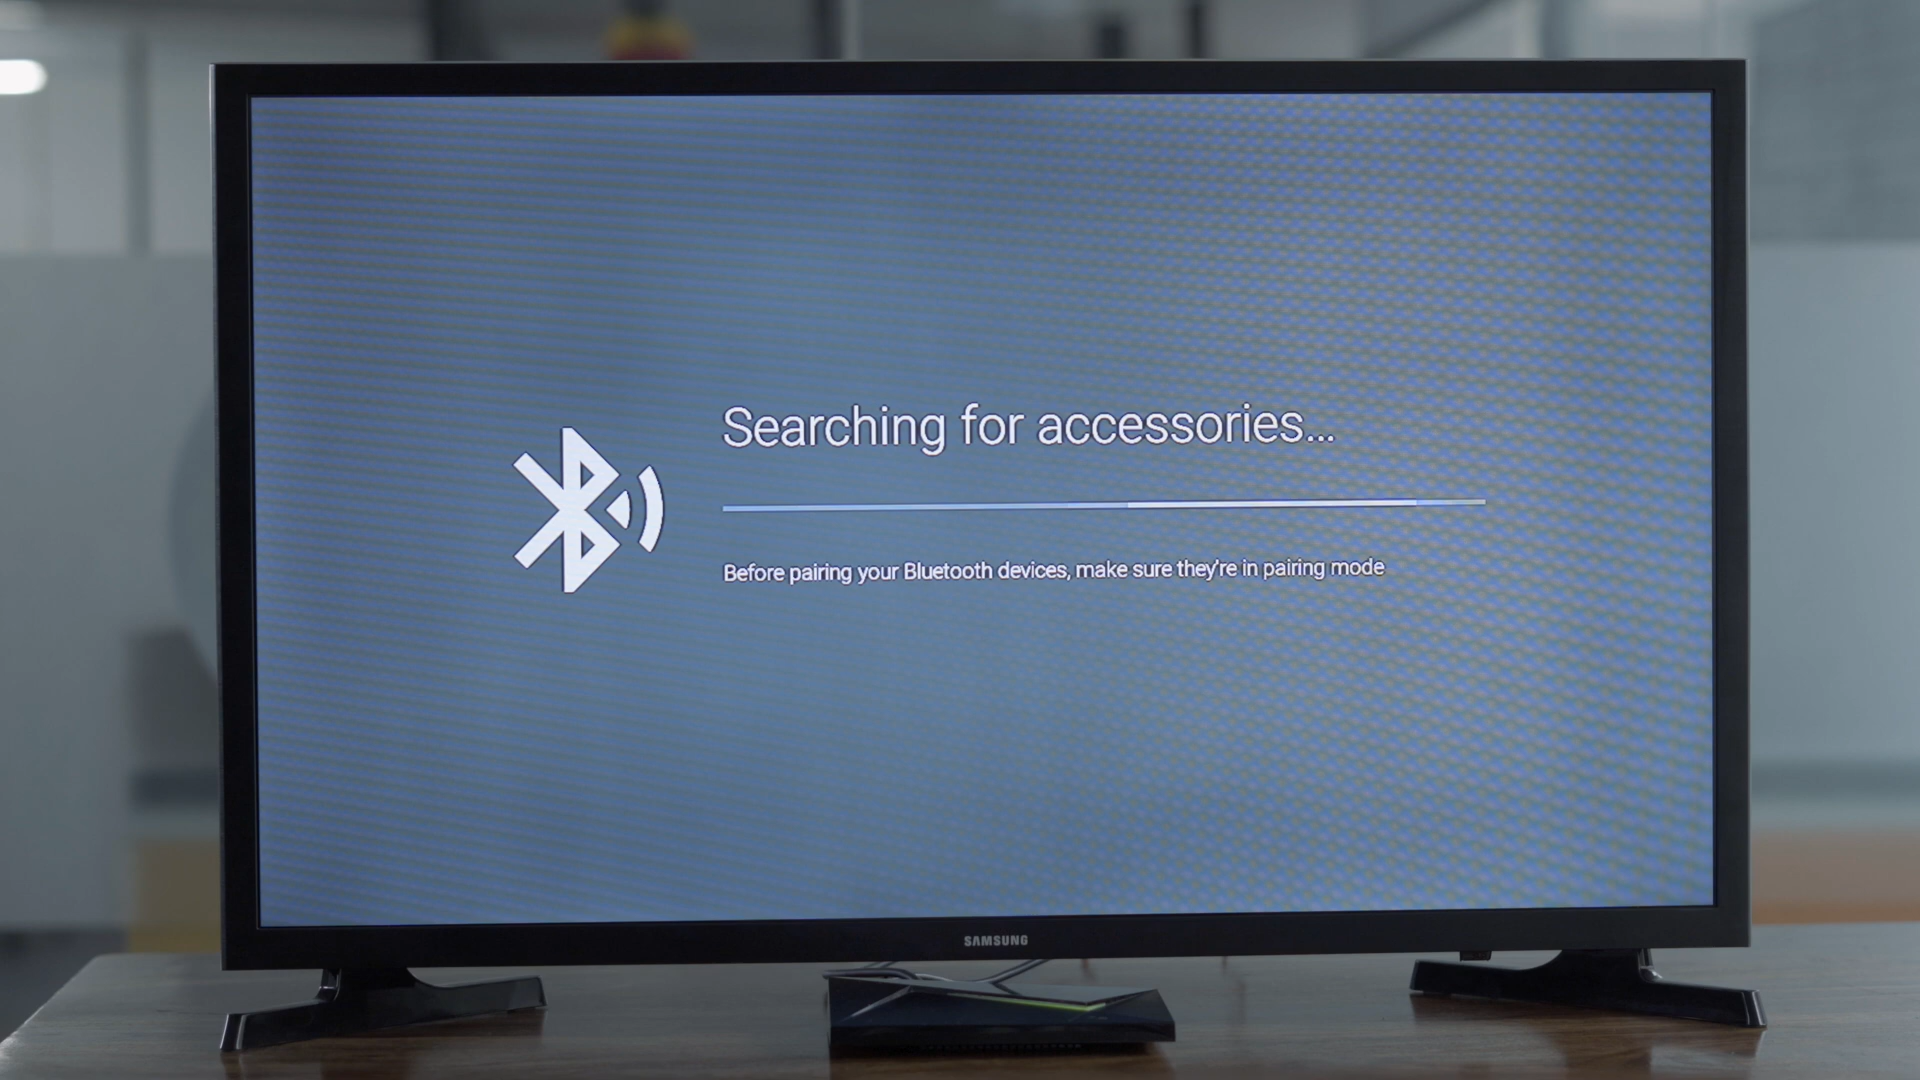 Searching for accessories...
Before pairing your Bluetooth devices, make sure they're in pairing mode
SAMSUNG